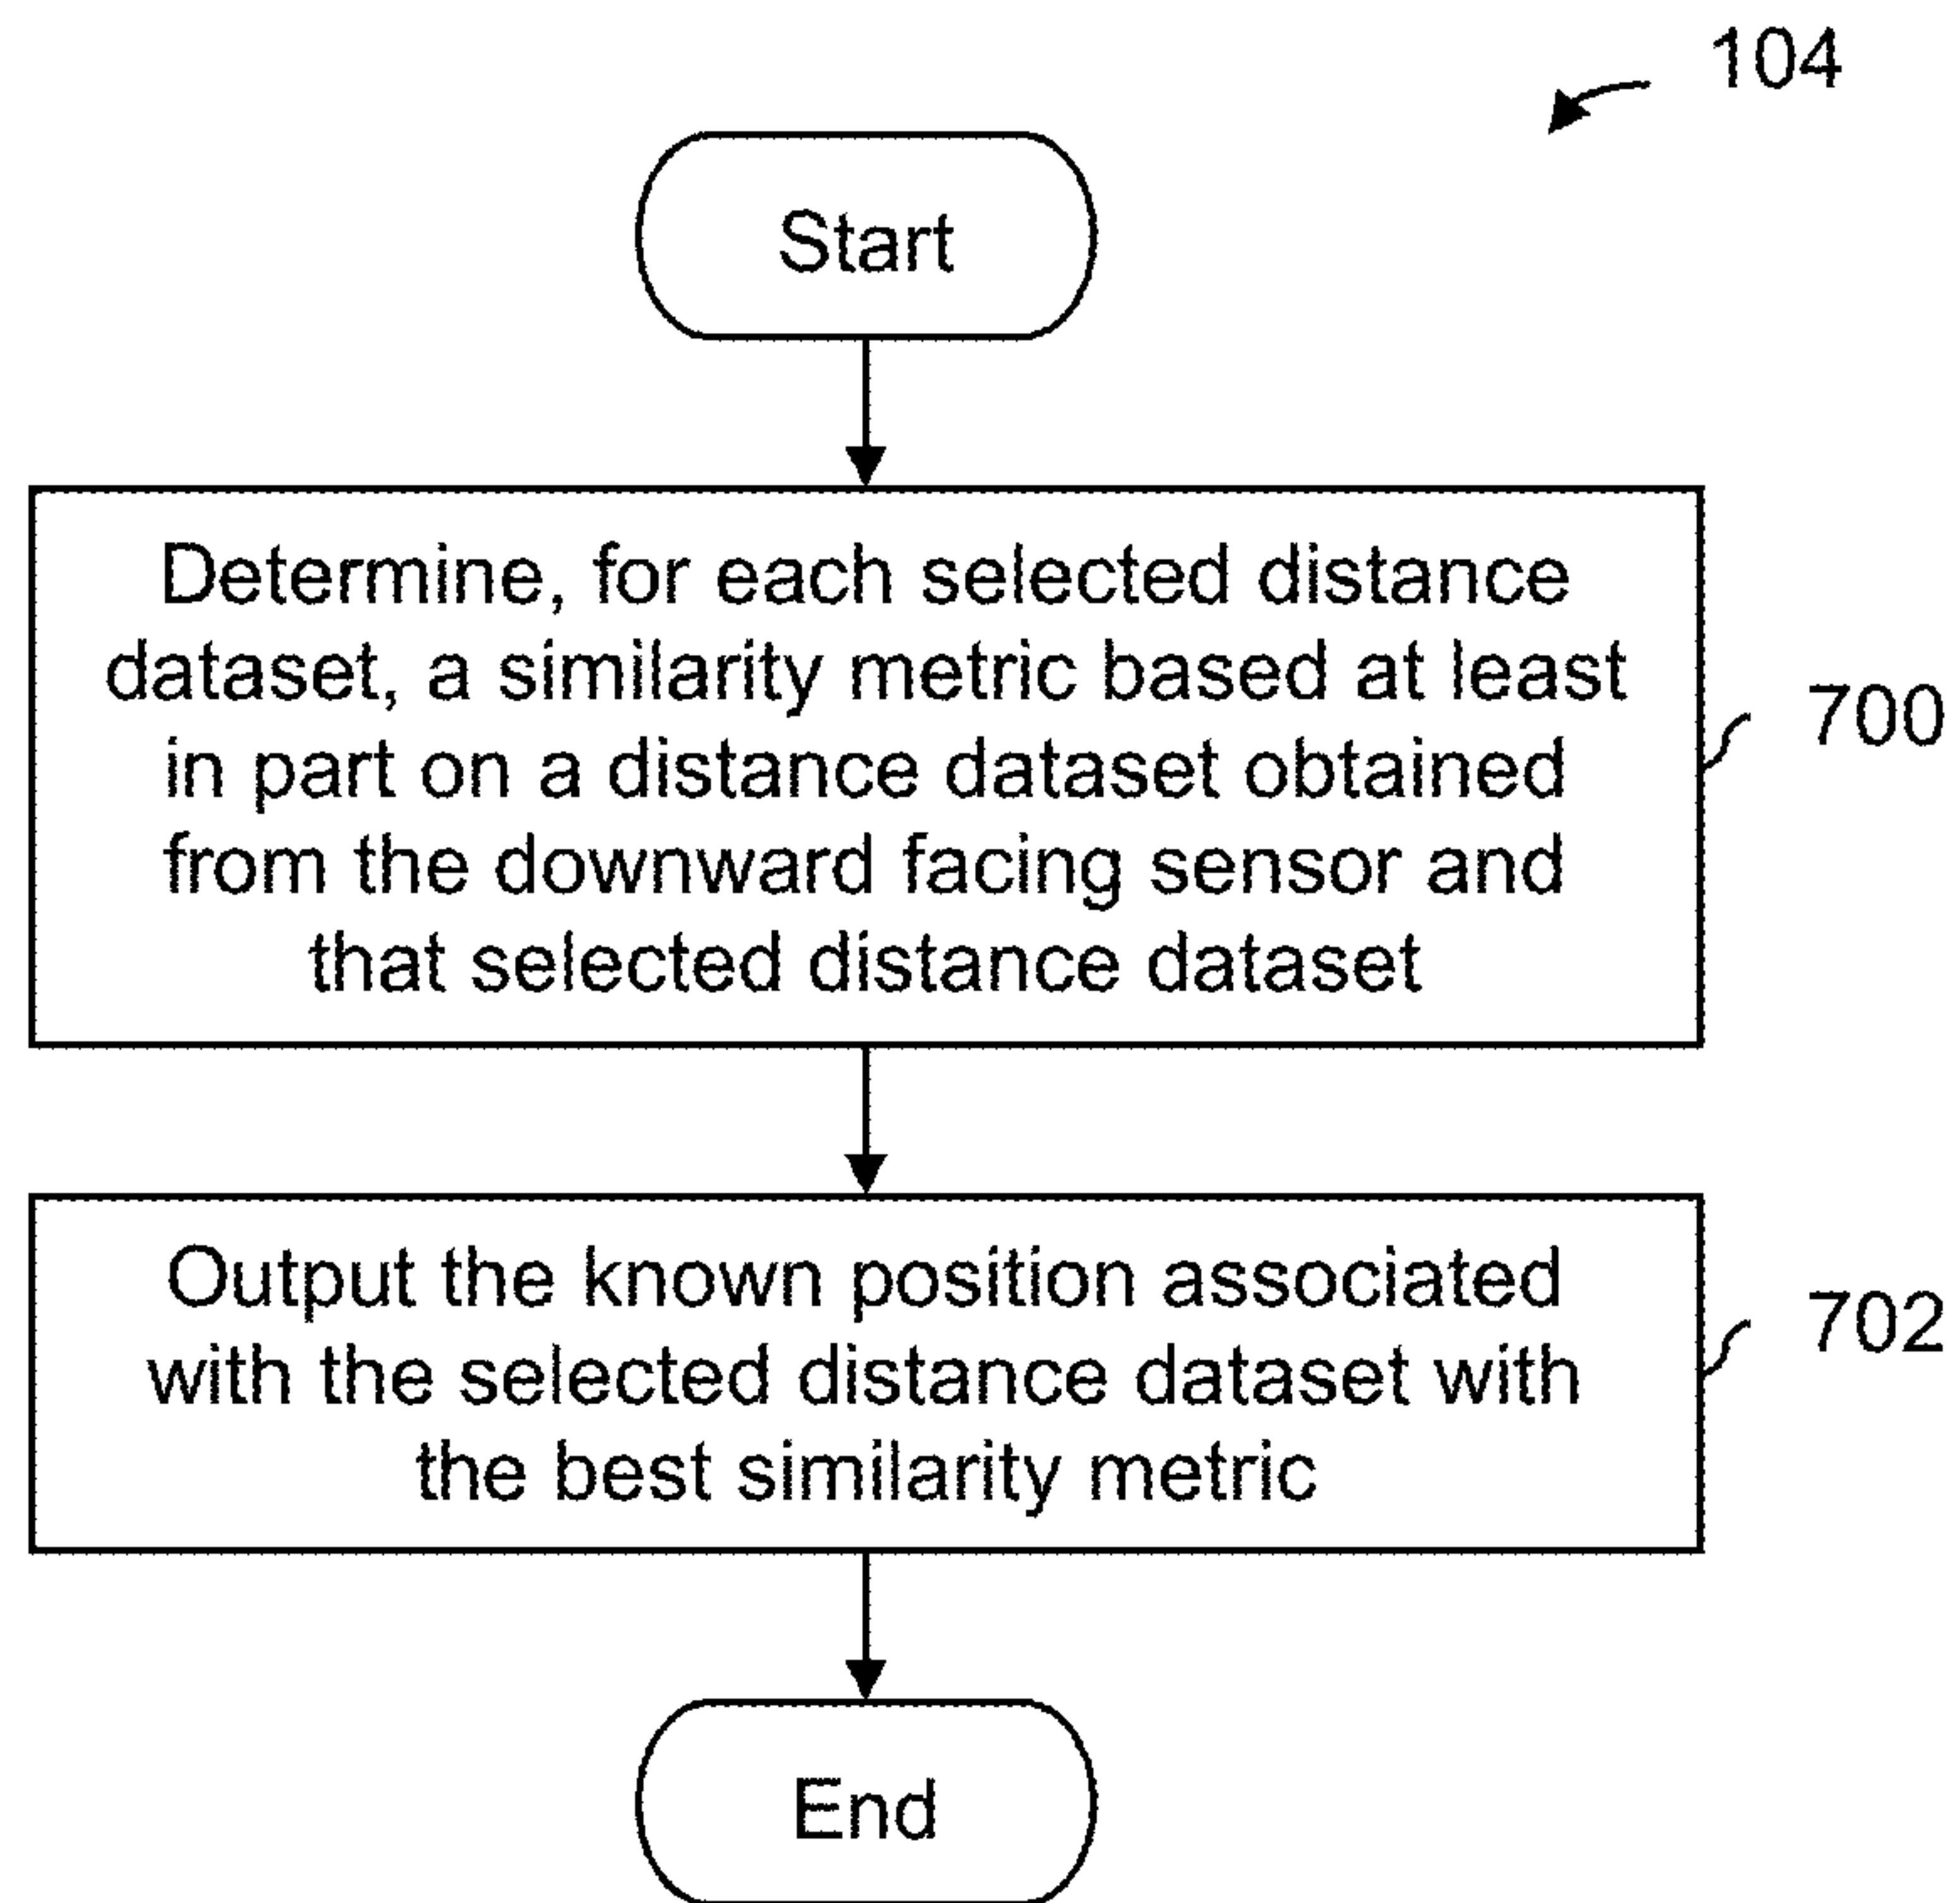 104
Start
Determine, for each selected distance
dataset, a similarity metric based at least
in part on a distance dataset obtained
from the downward facing sensor and
that selected distance dataset
700
Output the known position associated
with the selected distance dataset with
the best similarity metric
702
End